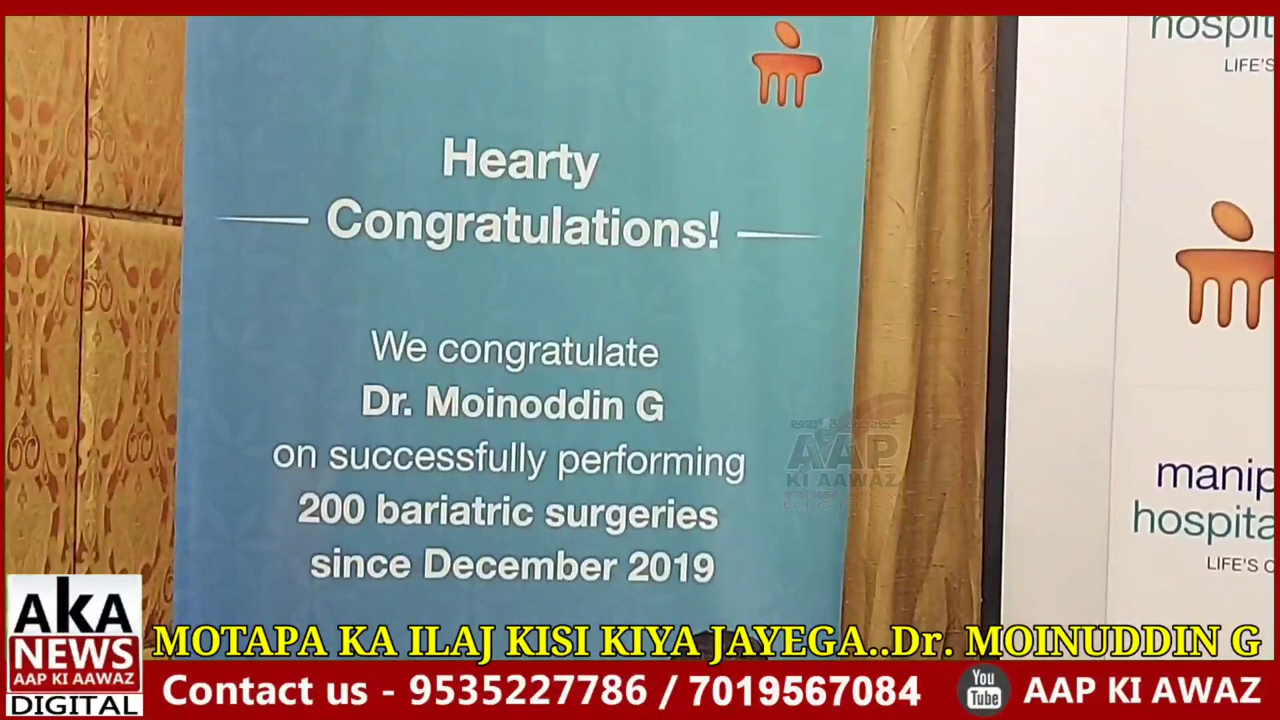 Hearty
Congratulations!
We congratulate
Dr. Moinoddin G
on successfully performing
200 bariatric surgeries
since December 2019
hospit
LIFE'S
manip
hospita
LIFE'S
AAP
KI AAWAZ
DIGITAL
MOTAPA KA ILAJ KISI KIYA JAYEGA..Dr. MOINUDDIN G
AKA
NEWS
AAP KI AAWAZ
DIGITAL
Contact us - 9535227786 / 7019567084
You
Tube
AAP KI AWAZ